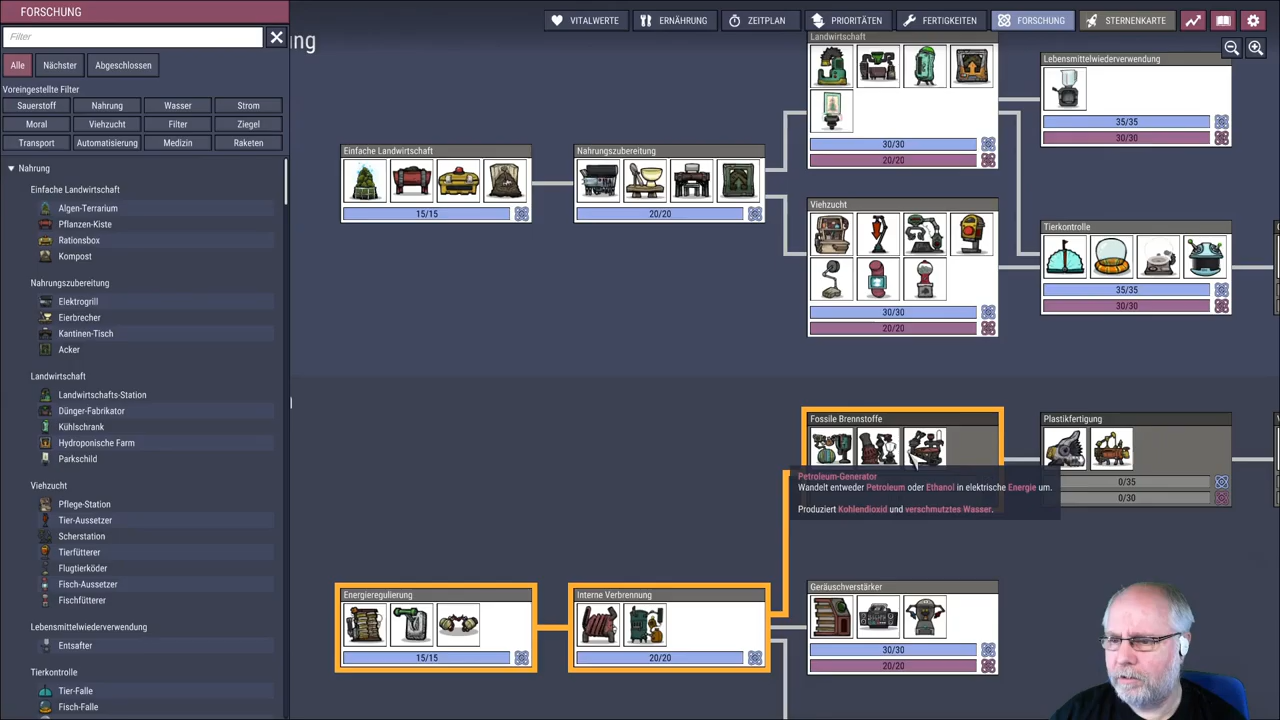 FORSCHUNG
Filter
Alle
Nächster
Abgeschlossen
Voreingestellte Filter
Sauerstoff
Nahrung
Wasser
Strom
Moral
Viehzucht
Filter
Ziegel
Transport
Automatisierung
Medizin
Raketen
Nahrung
Einfache Landwirtschaft
Algen-Terrarium
Pflanzen-Kiste
Rationsbox
Kompost
Nahrungszubereitung
Elektrogrill
Eierbrecher
Kantinen-Tisch
Acker
Landwirtschaft
Landwirtschafts-Station
Dünger-Fabrikator
Kühlschrank
Hydroponische Farm
Parkschild
Viehzucht
Pflege-Station
Tier-Aussetzer
Scherstation
Tierfütterer
Flugtierköder
Fisch-Aussetzer
Fischfütterer
Lebensmittelwiederverwendung
Entsafter
Tierkontrolle
Tier-Falle
Fisch-Falle
ng
VITALWERTE
ERNÄHRUNG
ZEITPLAN
PRIORITÄTEN
FERTIGKEITEN
FORSCHUNG
STERNENKARTE
Einfache Landwirtschaft
15/15
Nahrungszubereitung
20/20
Landwirtschaft
30/30
20/20
Lebensmittelwiederverwendung
35/35
30/30
Viehzucht
30/30
20/20
Tierkontrolle
35/35
30/30
Fossile Brennstoffe
Petroleum-Generator
Wandelt entweder Petroleum oder Ethanol in elektrische Energie um.
Produziert Kohlendioxid und verschmutztes Wasser.
Plastikfertigung
0/35
0/30
Energieregulierung
15/15
Interne Verbrennung
20/20
Geräuschverstärker
30/30
20/20